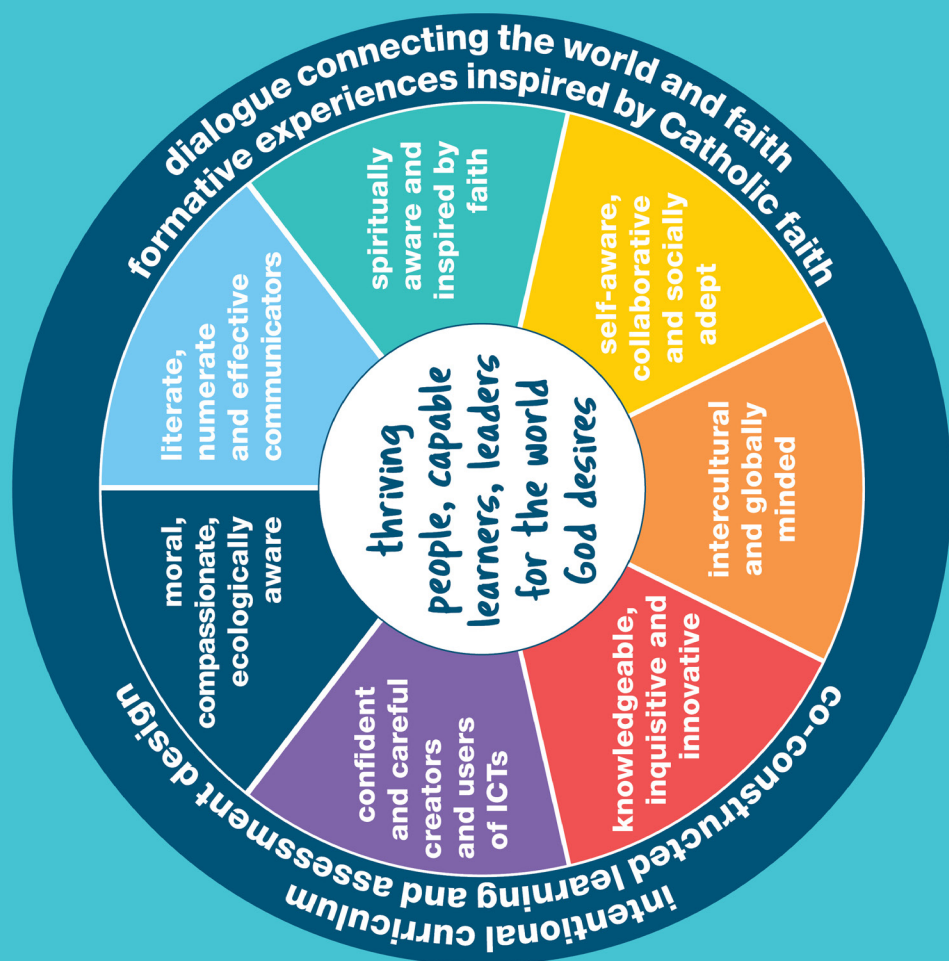 dialogue connecting the world and faith
formative experiences inspired by Catholic faith
intentional curriculum
co-constructed learning and assessment design
literate,
numerate
and effective
communicators
spiritually
aware and
inspired by
faith
self-aware,
collaborative
and socially
adept
intercultural
and globally
minded
knowledgeable,
inquisitive and
innovative
confident
and careful
creators
and users
of ICTs
moral,
compassionate,
ecologically
aware
thriving
people, capable
learners, leaders
for the world
God desires